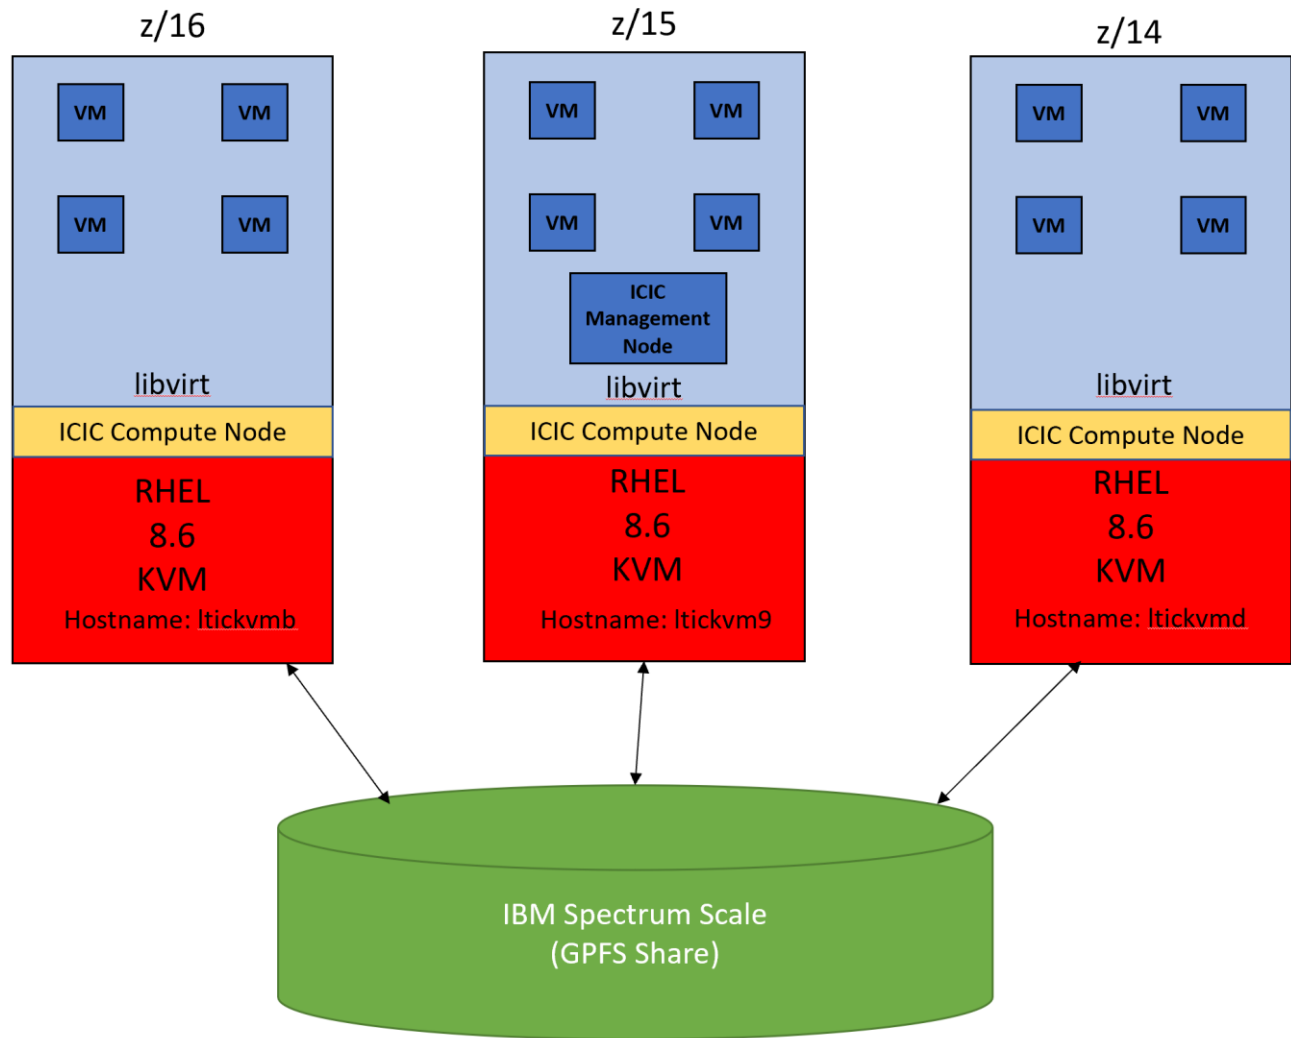 z/16
VM
VM
VM
VM
libvirt
ICIC Compute Node
RHEL
8.6
KVM
Hostname: ltickvmb
z/15
VM
VM
VM
VM
ICIC
Management
Node
libvirt
ICIC Compute Node
RHEL
8.6
KVM
Hostname: ltickvm9
z/14
VM
VM
VM
VM
libvirt
ICIC Compute Node
RHEL
8.6
KVM
Hostname: ltickvmd
IBM Spectrum Scale
(GPFS Share)